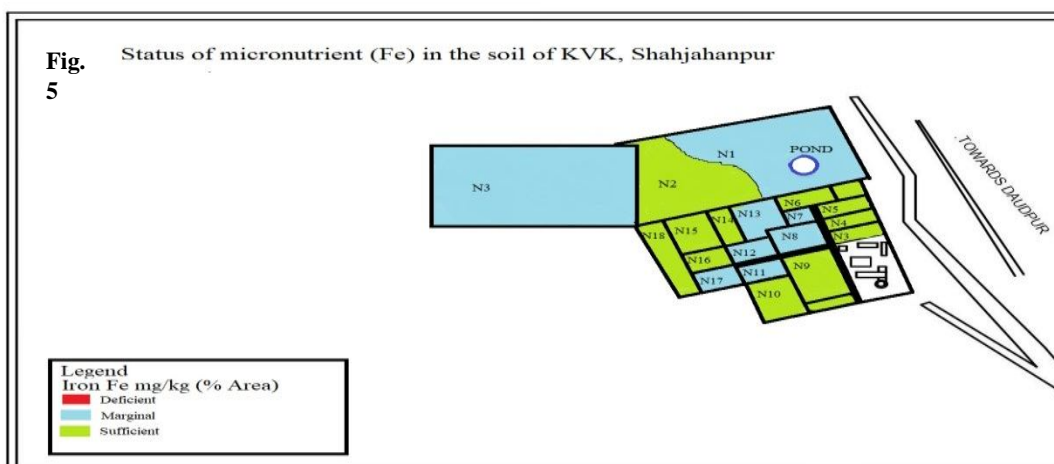 Fig.
5
Status of micronutrient (Fe) in the soil of KVK, Shahjahanpur
N1
POND
.TOWARDS DAUDPUR
N3
N2
N6
N5
N14
N13
N7
N4
N18
N15
N8
N3
N12
N16
N9
N11
N17
N10
Legend
Iron Fe mg/kg (% Area)
Deficient
Marginal
Sufficient